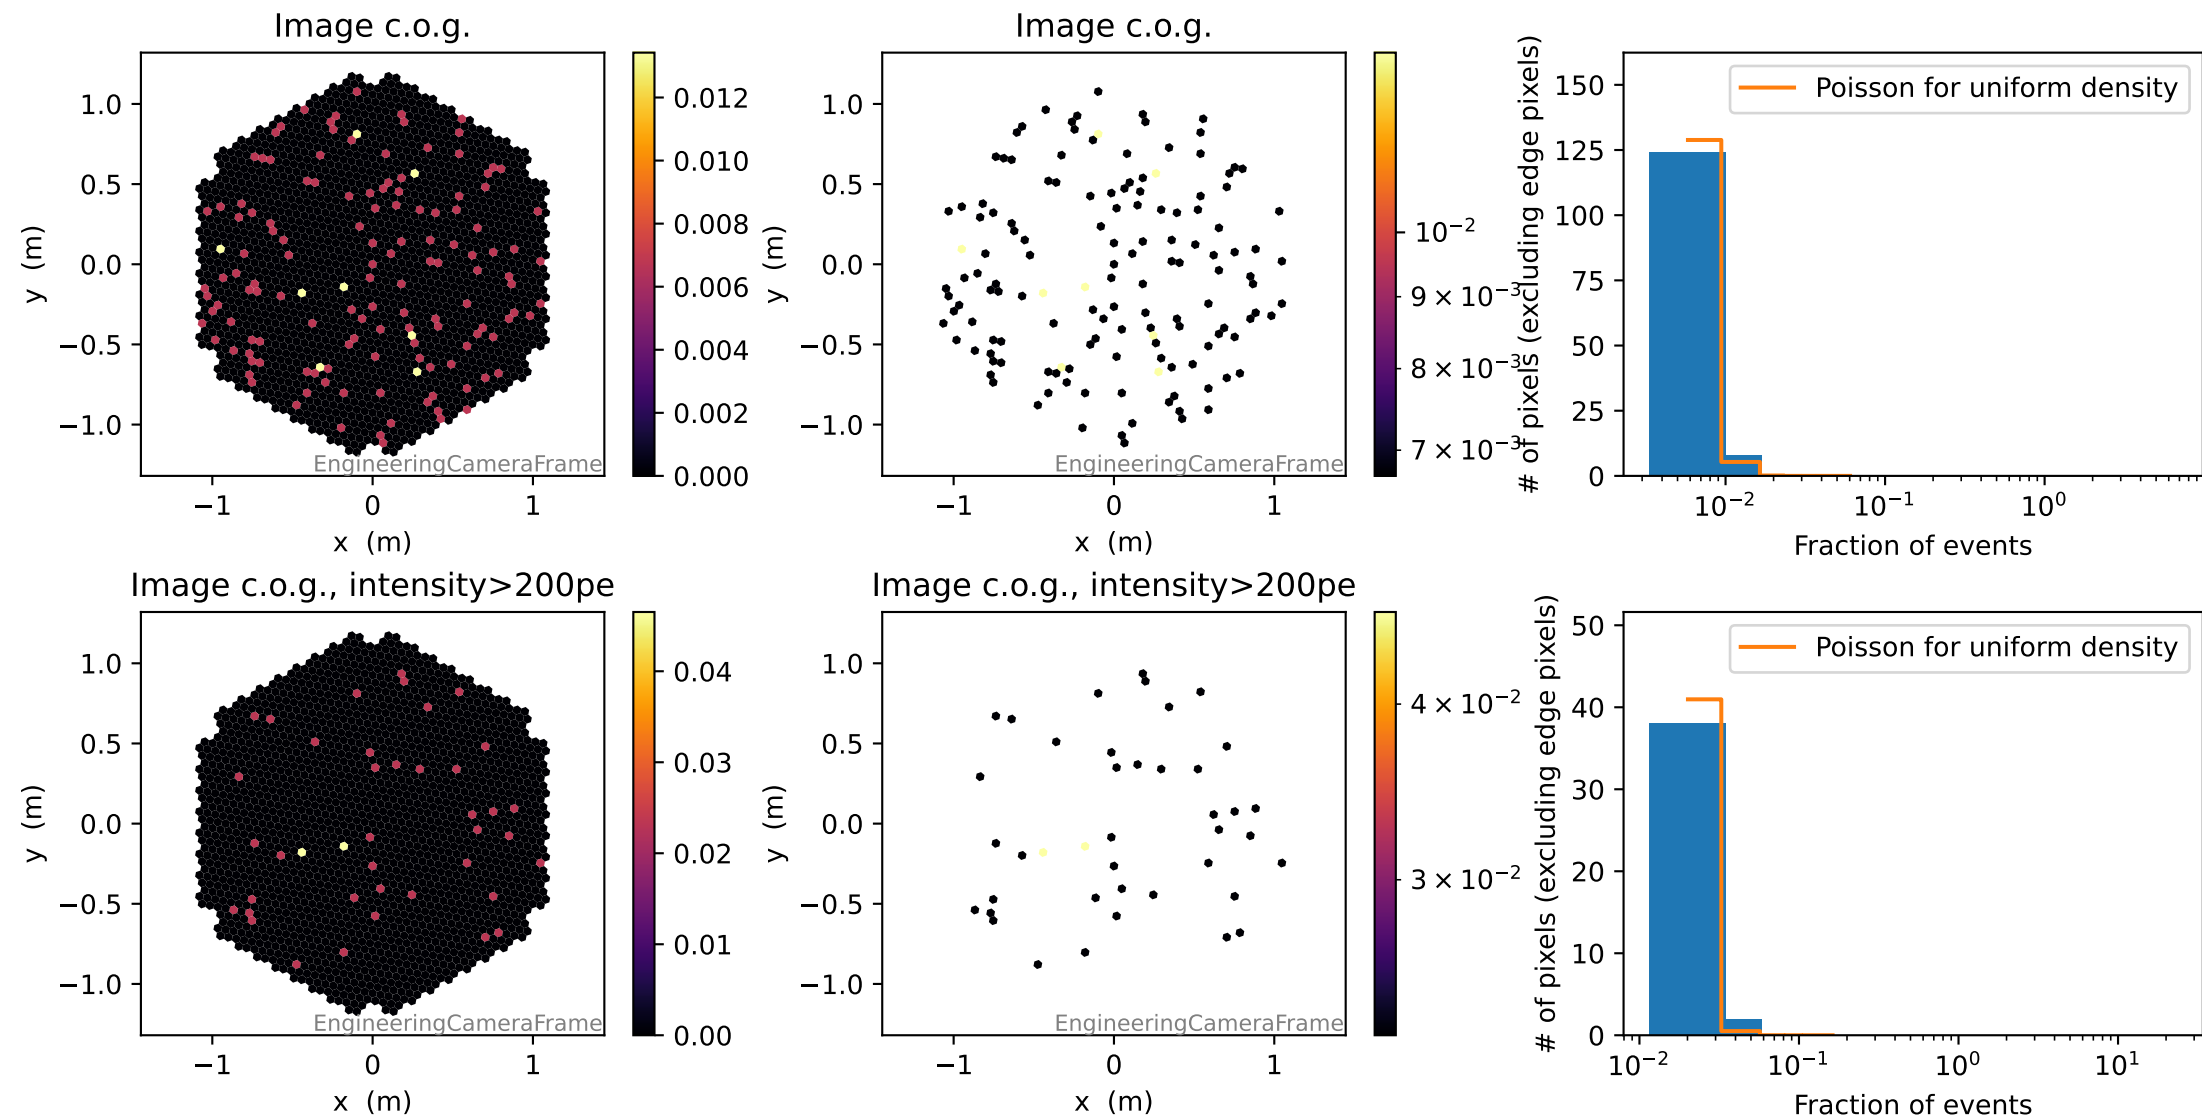 Image c.o.g.
1.0
0.5
0.0
−0.5
−1.0
y (m)
−1
0
1
x (m)
EngineeringCameraFrame
0.012
0.010
0.008
0.006
0.004
0.002
0.000
Image c.o.g.
1.0
0.5
0.0
−0.5
−1.0
y (m)
−1
0
1
x (m)
EngineeringCameraFrame
10⁻²
9 × 10⁻³
8 × 10⁻³
7 × 10⁻³
# of pixels (excluding edge pixels)
150
125
100
75
50
25
0
Poisson for uniform density
10⁻²
10⁻¹
10⁰
Fraction of events
Image c.o.g., intensity>200pe
1.0
0.5
0.0
−0.5
−1.0
y (m)
−1
0
1
x (m)
EngineeringCameraFrame
0.04
0.03
0.02
0.01
0.00
Image c.o.g., intensity>200pe
1.0
0.5
0.0
−0.5
−1.0
y (m)
−1
0
1
x (m)
EngineeringCameraFrame
4 × 10⁻²
3 × 10⁻²
# of pixels (excluding edge pixels)
50
40
30
20
10
0
Poisson for uniform density
10⁻²
10⁻¹
10⁰
10¹
Fraction of events